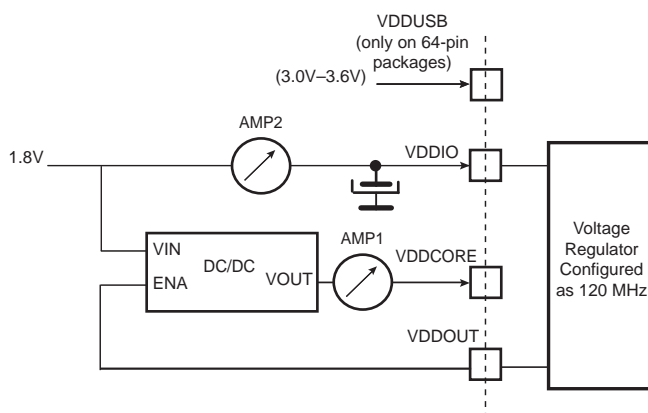 VDDUSB
(only on 64-pin
packages)
(3.0V–3.6V)
AMP2
1.8V
VDDIO
VIN
DC/DC
ENA
VOUT
AMP1
VDDCORE
VDDOUT
Voltage
Regulator
Configured
as 120 MHz